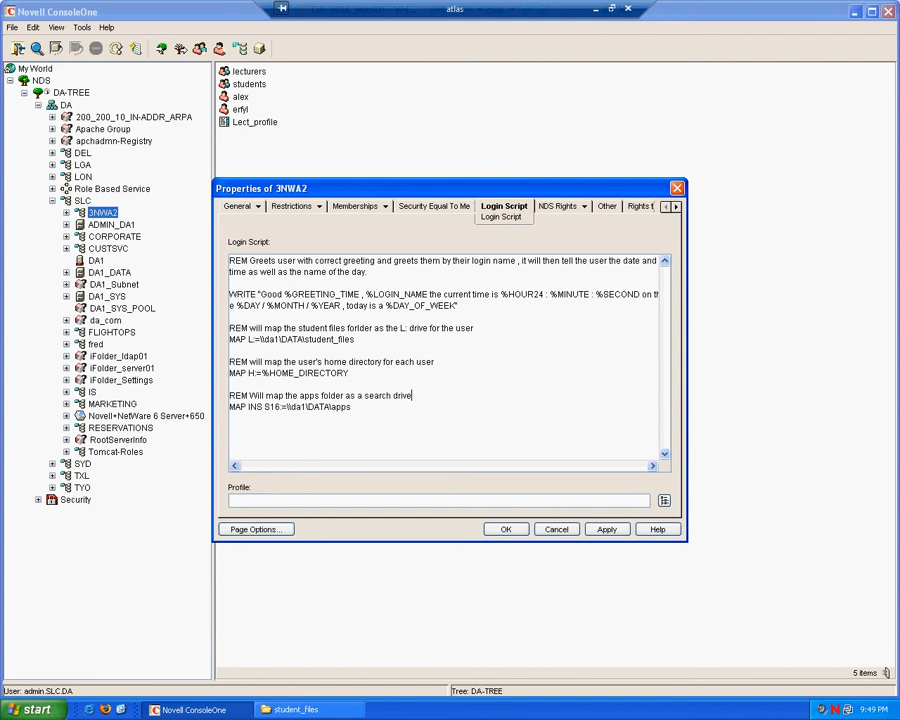 Novell ConsoleOne
atlas
File Edit View Tools Help
My World
NDS
DA-TREE
DA
200_200_10_IN-ADDR_ARPA
Apache Group
apchadmn-Registry
DEL
LGA
LON
Role Based Service
SLC
3NWA2
ADMIN_DA1
CORPORATE
CUSTSVC
DA1
DA1_DATA
DA1_Subnet
DA1_SYS
DA1_SYS_POOL
da_com
FLIGHTOPS
fred
iFolder_ldap01
iFolder_server01
iFolder_Settings
IS
MARKETING
Novell+NetWare 6 Server+650
RESERVATIONS
RootServerInfo
Tomcat-Roles
SYD
TXL
TYO
Security
lecturers
students
alex
erfyl
Lect_profile
Properties of 3NWA2
General Restrictions Memberships Security Equal To Me Login Script NDS Rights Other Rights t
Login Script
Login Script:
REM Greets user with correct greeting and greets them by their login name , it will then tell the user the date and
time as well as the name of the day.
WRITE "Good %GREETING_TIME , %LOGIN_NAME the current time is %HOUR24 : %MINUTE : %SECOND on th
e %DAY / %MONTH / %YEAR , today is a %DAY_OF_WEEK"
REM will map the student files forlder as the L: drive for the user
MAP L:=\\da1\DATA\student_files
REM will map the user's home directory for each user
MAP H:=%HOME_DIRECTORY
REM Will map the apps folder as a search drive
MAP INS S16:=\\da1\DATA\apps
Profile:
Page Options... OK Cancel Apply Help
5 items
User: admin.SLC.DA Tree: DA-TREE
start Novell ConsoleOne student_files 9:49 PM